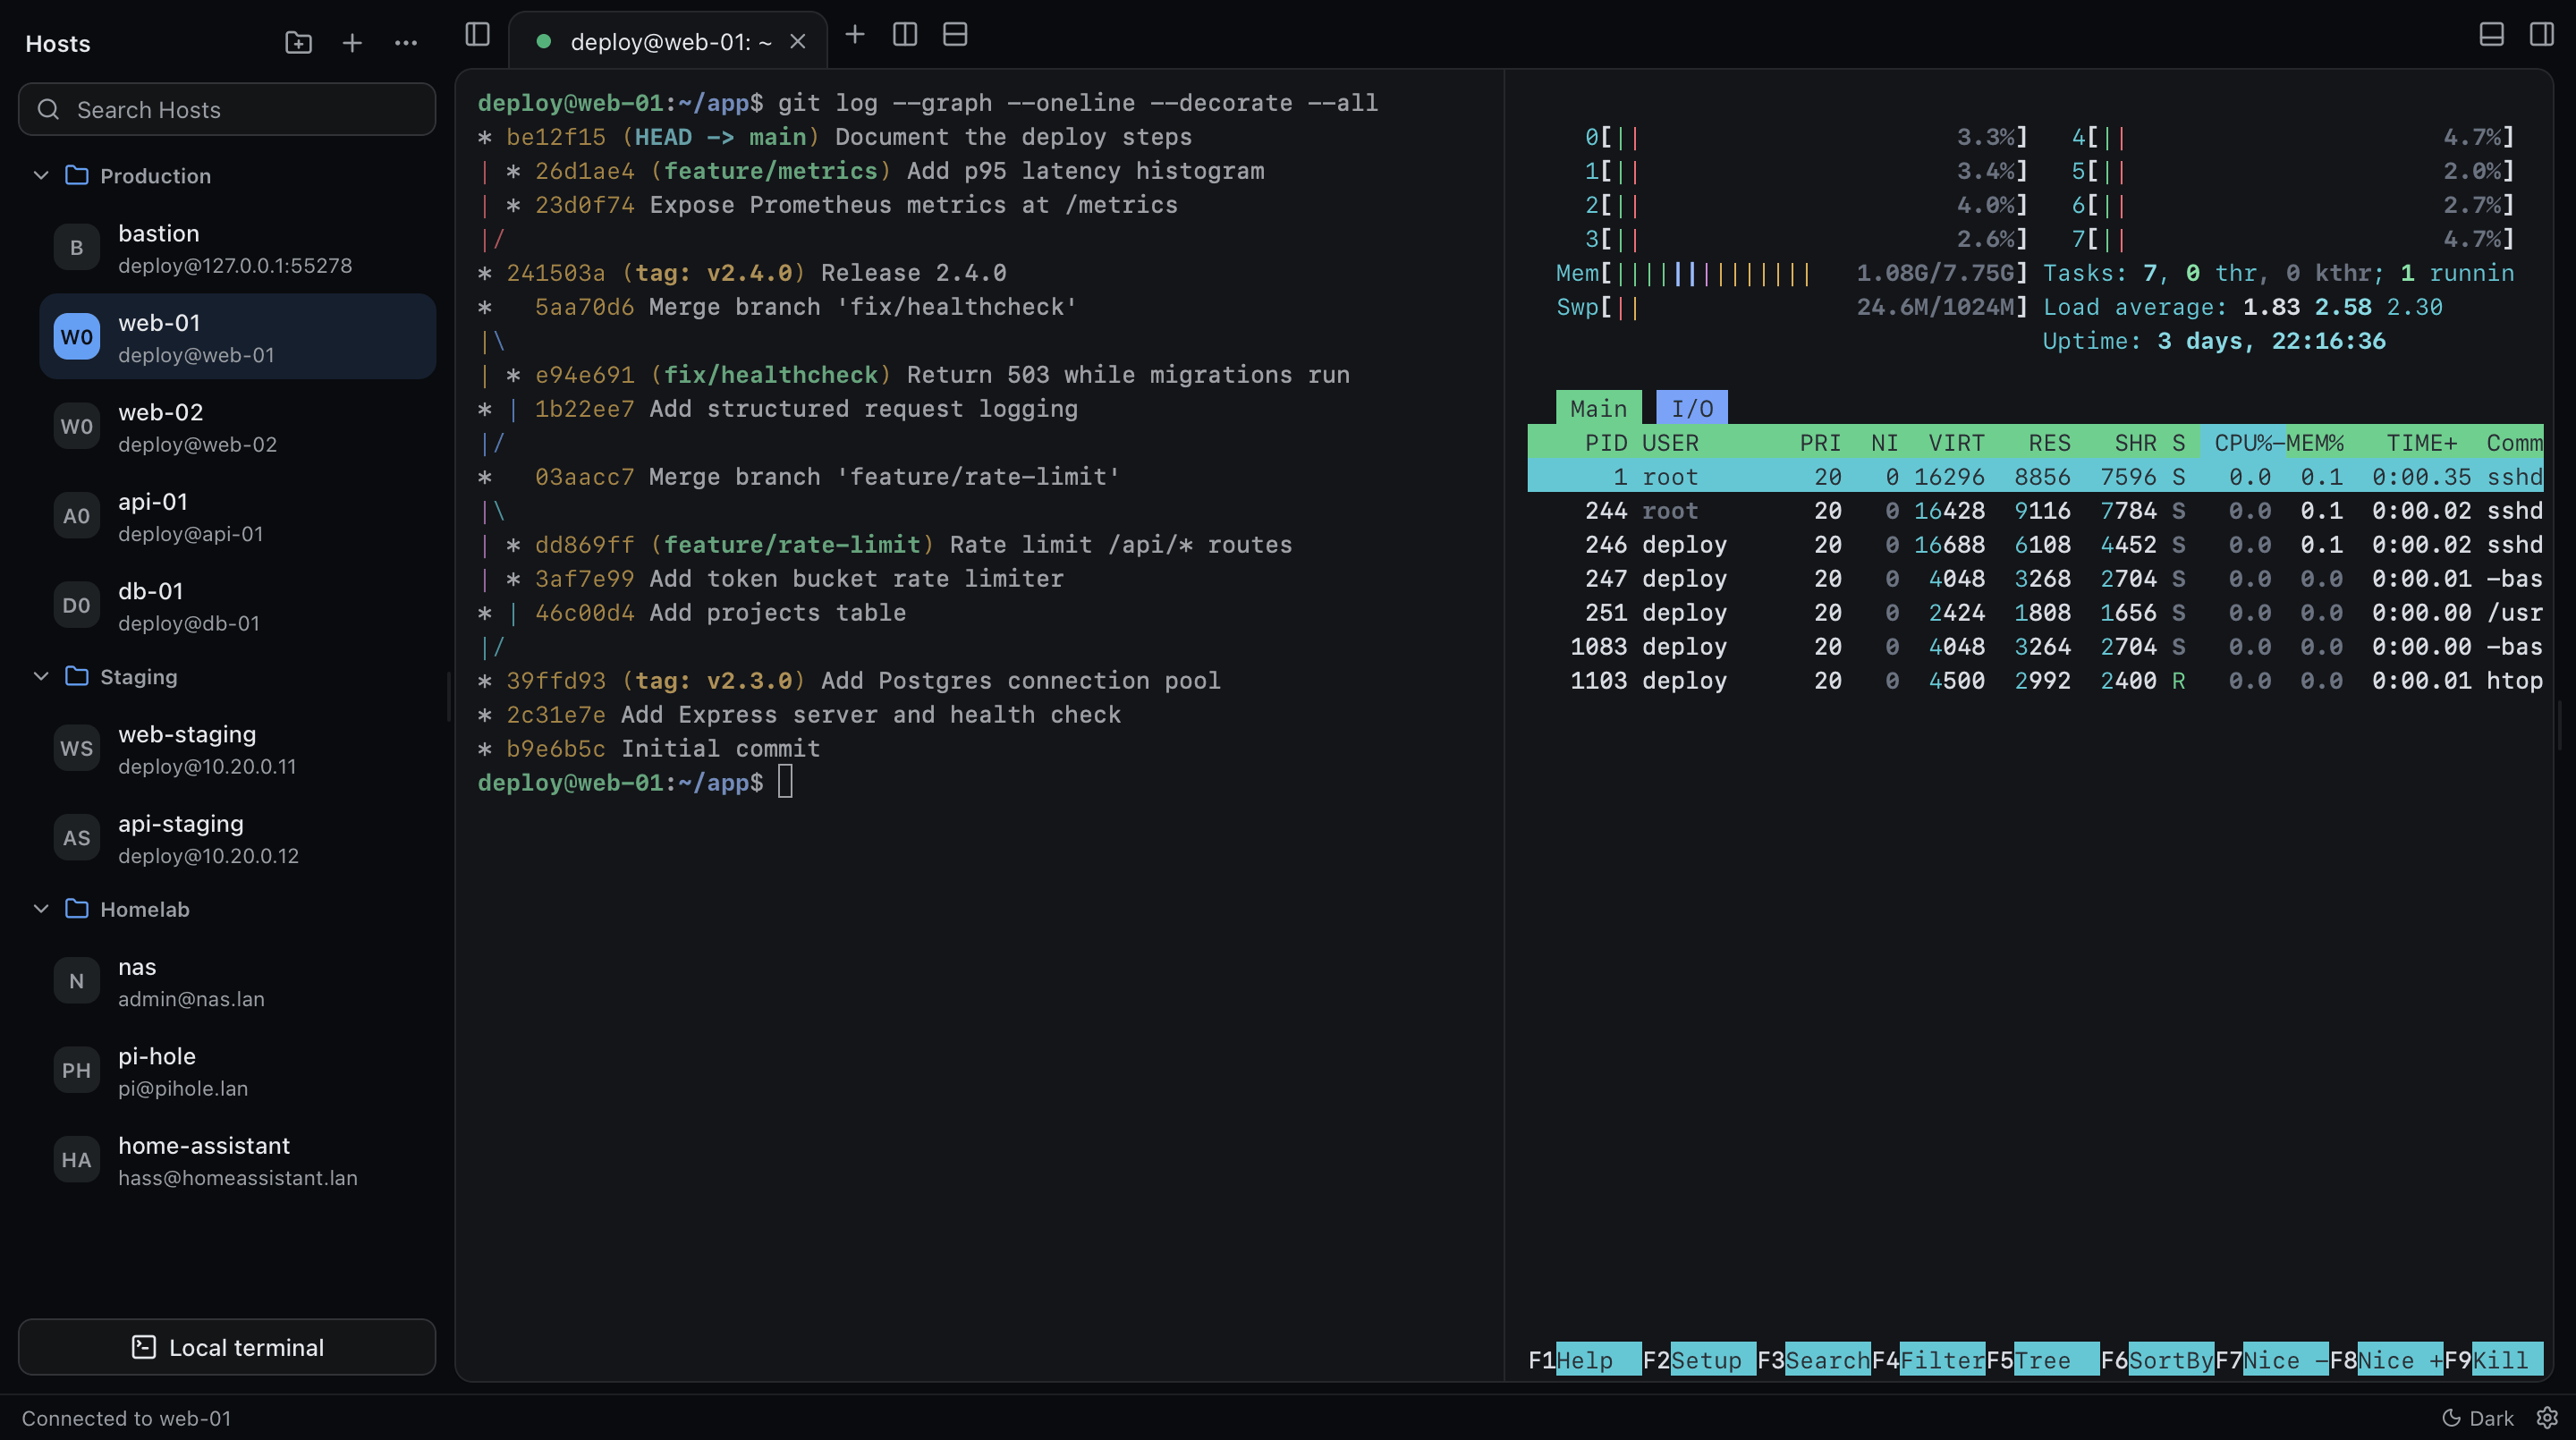 Hosts
Search Hosts
Production
B
bastion
deploy@127.0.0.1:55278
W0
web-01
deploy@web-01
W0
web-02
deploy@web-02
A0
api-01
deploy@api-01
D0
db-01
deploy@db-01
Staging
WS
web-staging
deploy@10.20.0.11
AS
api-staging
deploy@10.20.0.12
Homelab
N
nas
admin@nas.lan
PH
pi-hole
pi@pihole.lan
HA
home-assistant
hass@homeassistant.lan
Local terminal
deploy@web-01: ~
deploy@web-01:~/app$ git log --graph --oneline --decorate --all
* be12f15 (HEAD -> main) Document the deploy steps
| * 26d1ae4 (feature/metrics) Add p95 latency histogram
| * 23d0f74 Expose Prometheus metrics at /metrics
|/
* 241503a (tag: v2.4.0) Release 2.4.0
*   5aa70d6 Merge branch 'fix/healthcheck'
|\
| * e94e691 (fix/healthcheck) Return 503 while migrations run
* | 1b22ee7 Add structured request logging
|/
*   03aacc7 Merge branch 'feature/rate-limit'
|\
| * dd869ff (feature/rate-limit) Rate limit /api/* routes
| * 3af7e99 Add token bucket rate limiter
* | 46c00d4 Add projects table
|/
* 39ffd93 (tag: v2.3.0) Add Postgres connection pool
* 2c31e7e Add Express server and health check
* b9e6b5c Initial commit
deploy@web-01:~/app$
0[|| 3.3%] 4[|| 4.7%]
1[|| 3.4%] 5[|| 2.0%]
2[|| 4.0%] 6[|| 2.7%]
3[|| 2.6%] 7[|| 4.7%]
Mem[|||||||||||||| 1.08G/7.75G] Tasks: 7, 0 thr, 0 kthr; 1 runnin
Swp[|| 24.6M/1024M] Load average: 1.83 2.58 2.30
Uptime: 3 days, 22:16:36
Main I/O
PID USER PRI NI VIRT RES SHR S CPU%-MEM% TIME+ Comm
1 root 20 0 16296 8856 7596 S 0.0 0.1 0:00.35 sshd
244 root 20 0 16428 9116 7784 S 0.0 0.1 0:00.02 sshd
246 deploy 20 0 16688 6108 4452 S 0.0 0.1 0:00.02 sshd
247 deploy 20 0 4048 3268 2704 S 0.0 0.0 0:00.01 -bas
251 deploy 20 0 2424 1808 1656 S 0.0 0.0 0:00.00 /usr
1083 deploy 20 0 4048 3264 2704 S 0.0 0.0 0:00.00 -bas
1103 deploy 20 0 4500 2992 2400 R 0.0 0.0 0:00.01 htop
F1Help F2Setup F3SearchF4FilterF5Tree F6SortByF7Nice -F8Nice +F9Kill
Connected to web-01
Dark